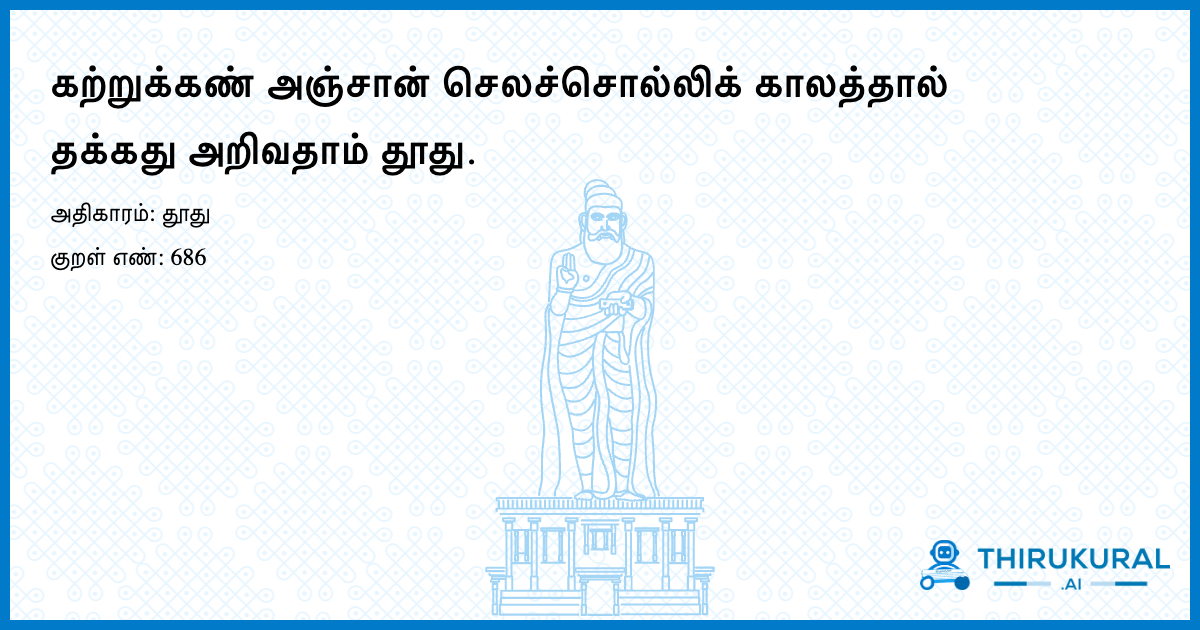 கற்றுக்கண் அஞ்சான் செலச்சொல்லிக் காலத்தால்
தக்கது அறிவதாம் தூது.
அதிகாரம்: தூது
குறள் எண்: 686
THIRUKURAL
.AI